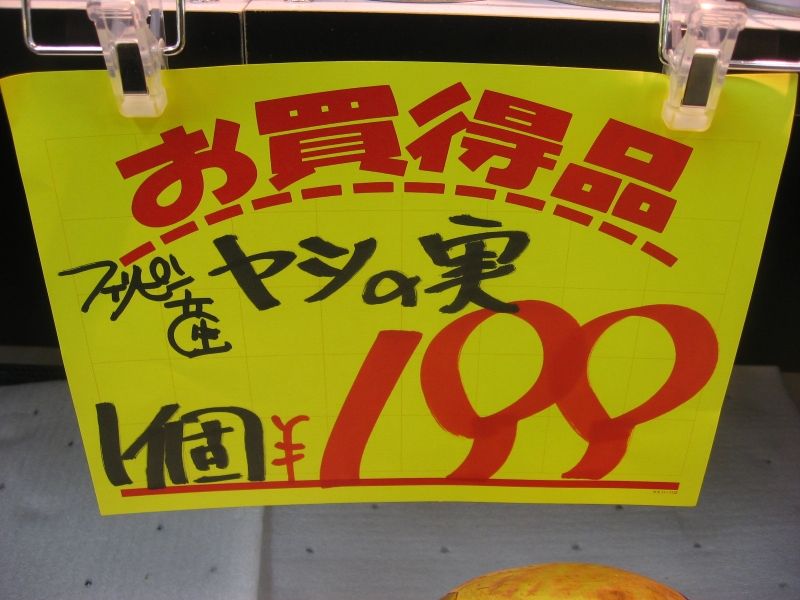 お買得品
フィリピン産 ヤシの実
1個 ¥199